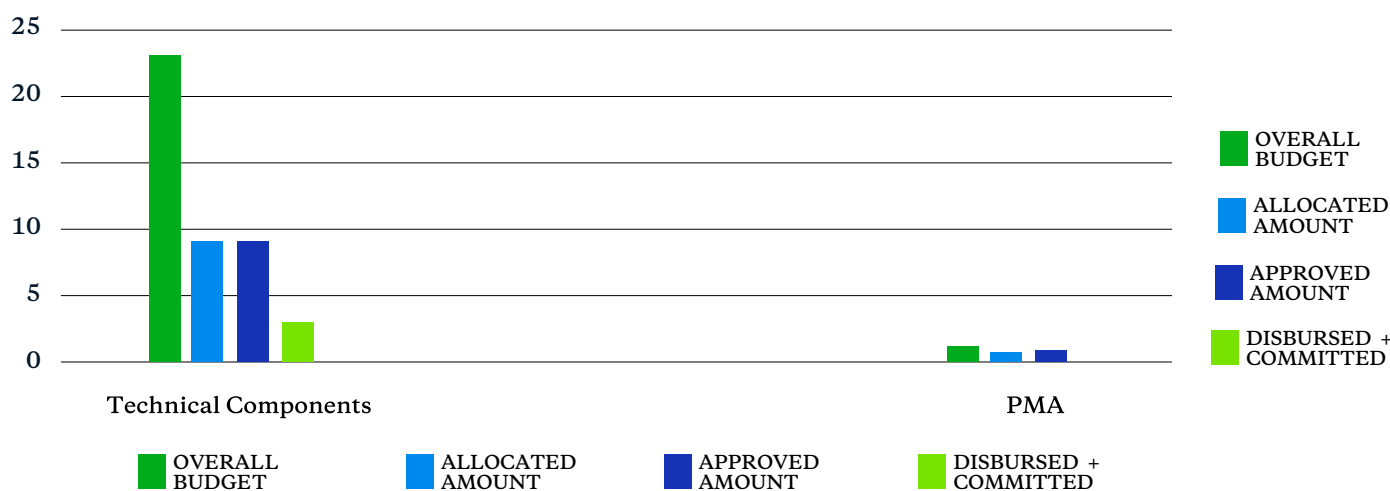 25
20
15
10
5
0
Technical Components
PMA
OVERALL
BUDGET
ALLOCATED
AMOUNT
APPROVED
AMOUNT
DISBURSED +
COMMITTED
OVERALL
BUDGET
ALLOCATED
AMOUNT
APPROVED
AMOUNT
DISBURSED +
COMMITTED